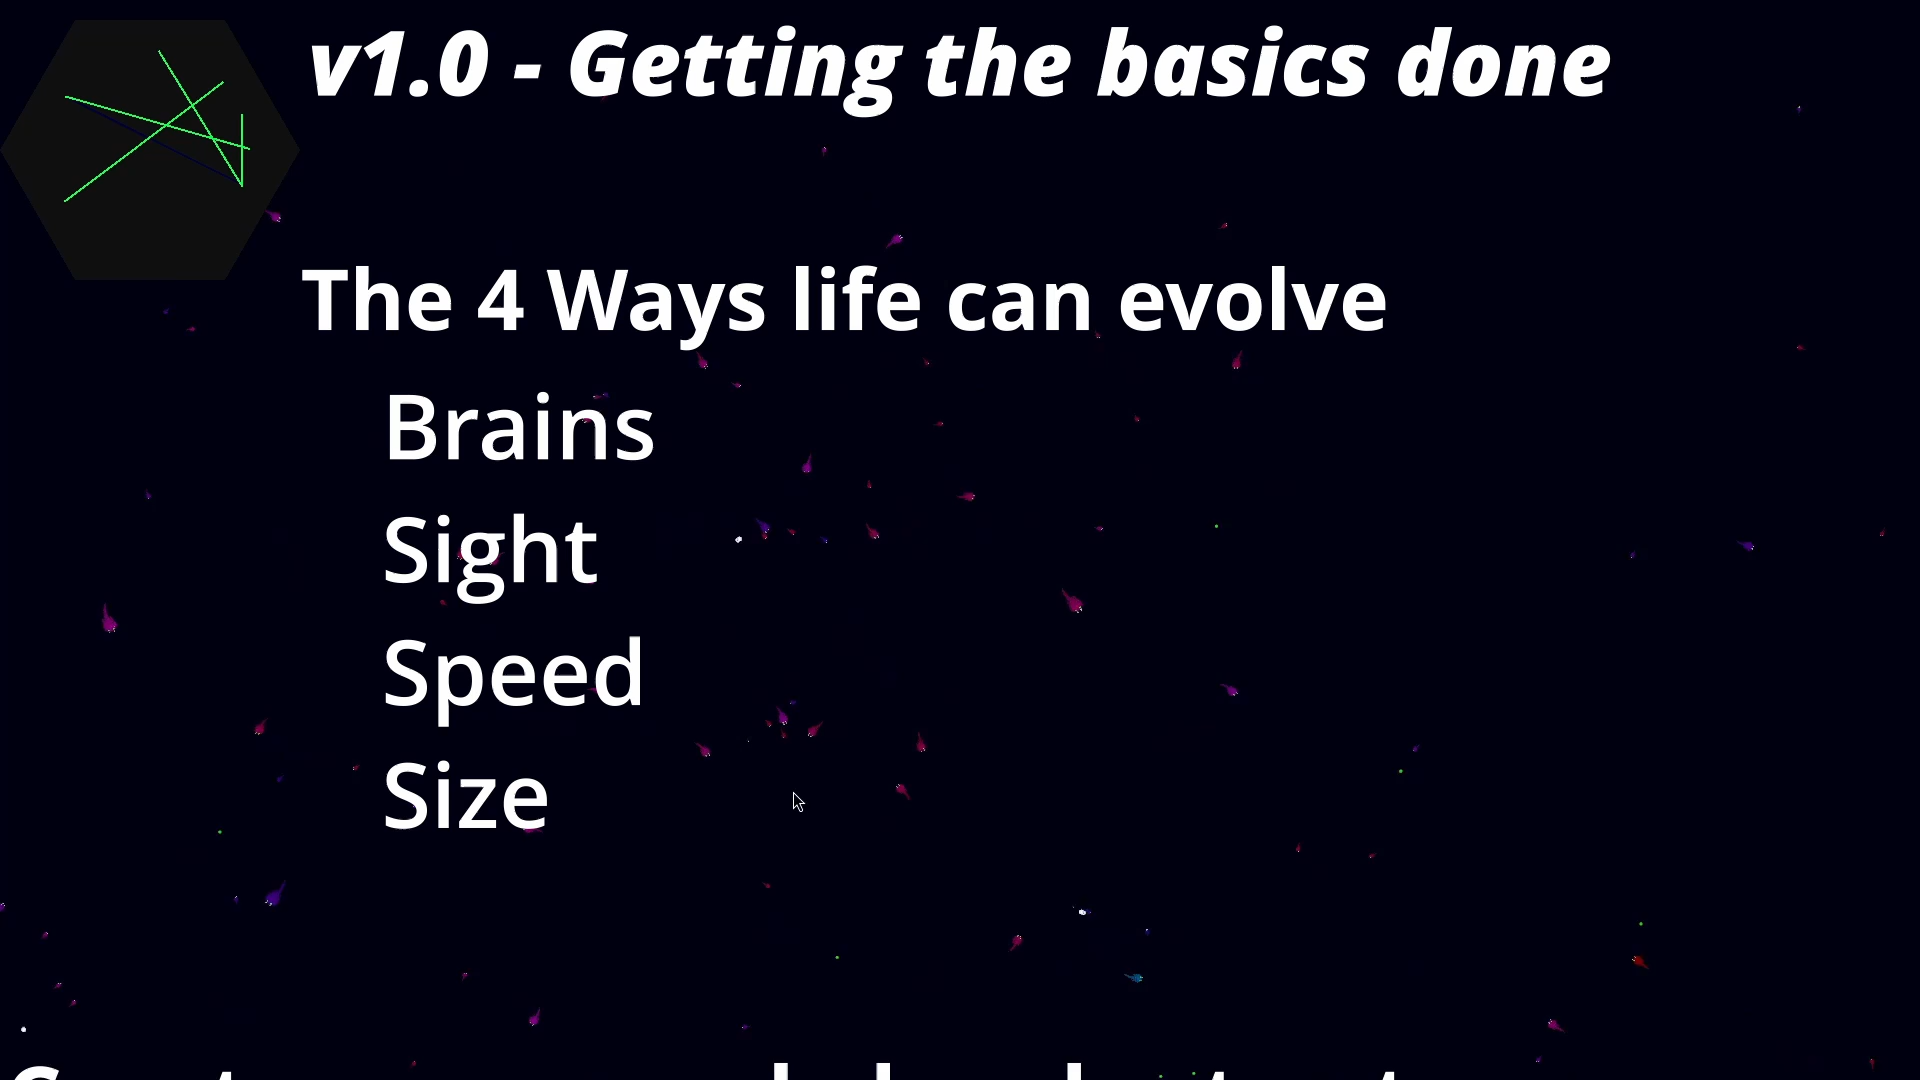 v1.0 - Getting the basics done
The 4 Ways life can evolve
Brains
Sight
Speed
Size